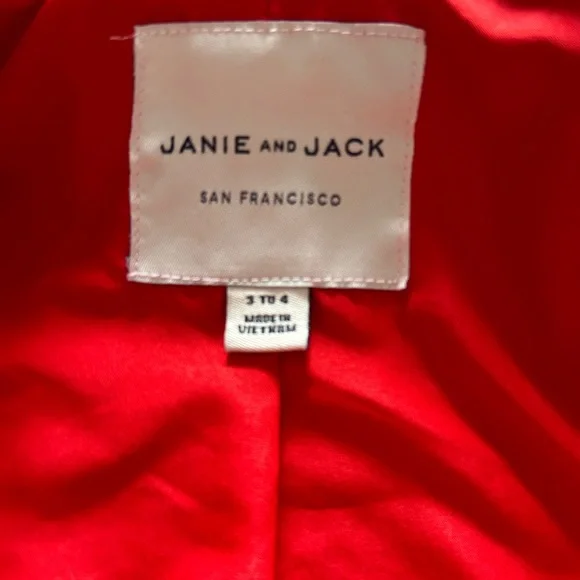 JANIE AND JACK
SAN FRANCISCO
3 TO 4
MADE IN
VIETNAM